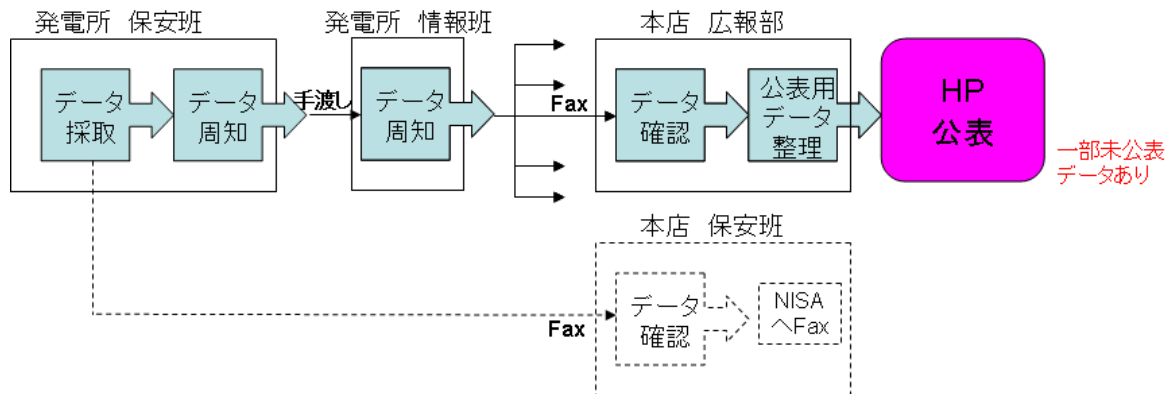 発電所 保安班
発電所 情報班
本店 広報部
データ
採取
データ
周知
手渡し
データ
周知
Fax
データ
確認
公表用
データ
整理
HP
公表
一部未公表
データあり
本店 保安班
Fax
データ
確認
NISA
へFax